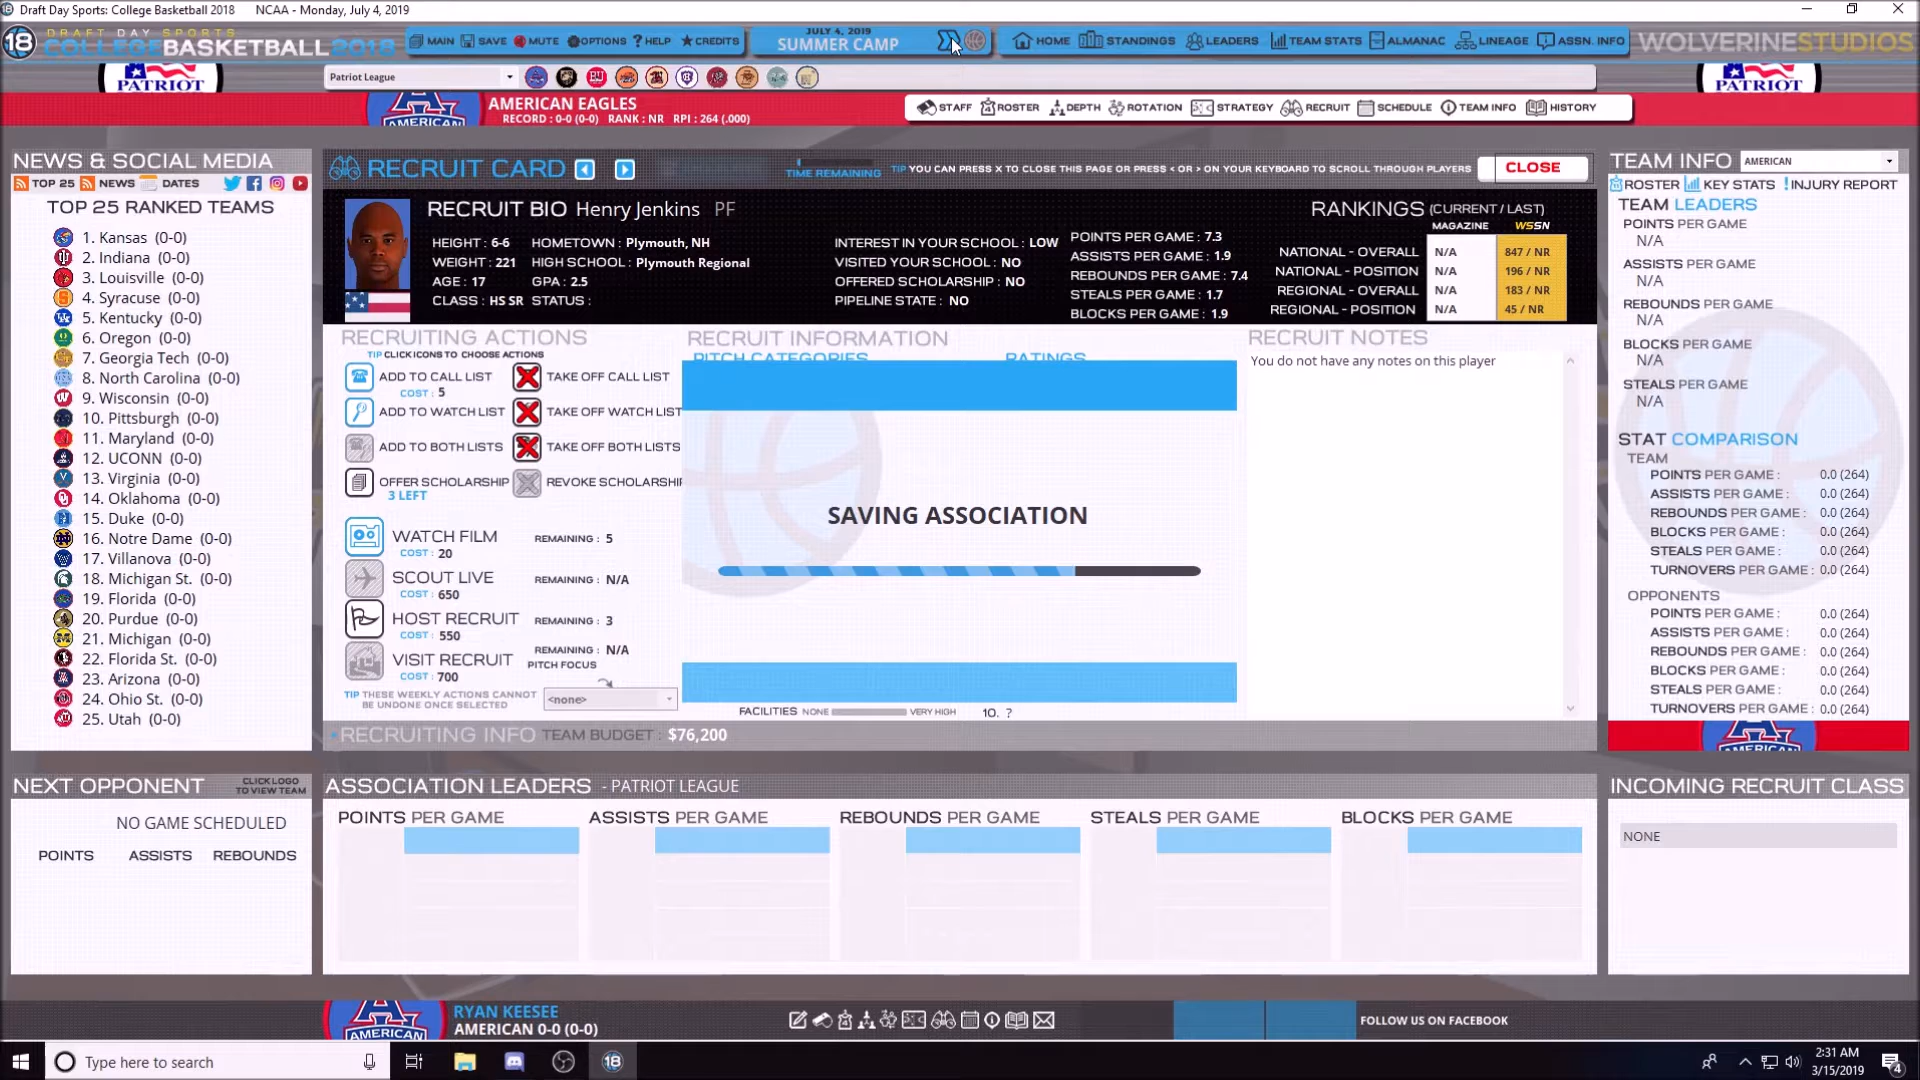 Draft Day Sports: College Basketball 2018 NCAA - Monday, July 4, 2019
18 DRAFT DAY SPORTS
COLLEGE BASKETBALL 2018
MAIN SAVE MUTE OPTIONS ? HELP CREDITS
JULY 4, 2019
SUMMER CAMP
HOME STANDINGS LEADERS TEAM STATS ALMANAC LINEAGE ASSN. INFO
WOLVERINE STUDIOS
PATRIOT
Patriot League
PATRIOT
AMERICAN
AMERICAN EAGLES
RECORD : 0-0 (0-0) RANK : NR RPI : 264 (.000)
STAFF ROSTER DEPTH ROTATION STRATEGY RECRUIT SCHEDULE TEAM INFO HISTORY
NEWS & SOCIAL MEDIA
TOP 25 NEWS DATES
TOP 25 RANKED TEAMS
1. Kansas (0-0)
2. Indiana (0-0)
3. Louisville (0-0)
4. Syracuse (0-0)
5. Kentucky (0-0)
6. Oregon (0-0)
7. Georgia Tech (0-0)
8. North Carolina (0-0)
9. Wisconsin (0-0)
10. Pittsburgh (0-0)
11. Maryland (0-0)
12. UCONN (0-0)
13. Virginia (0-0)
14. Oklahoma (0-0)
15. Duke (0-0)
16. Notre Dame (0-0)
17. Villanova (0-0)
18. Michigan St. (0-0)
19. Florida (0-0)
20. Purdue (0-0)
21. Michigan (0-0)
22. Florida St. (0-0)
23. Arizona (0-0)
24. Ohio St. (0-0)
25. Utah (0-0)
RECRUIT CARD
TIME REMAINING
TIP YOU CAN PRESS X TO CLOSE THIS PAGE OR PRESS < OR > ON YOUR KEYBOARD TO SCROLL THROUGH PLAYERS
CLOSE
RECRUIT BIO Henry Jenkins PF
HEIGHT : 6-6 HOMETOWN : Plymouth, NH
WEIGHT : 221 HIGH SCHOOL : Plymouth Regional
AGE : 17 GPA : 2.5
CLASS : HS SR STATUS :
INTEREST IN YOUR SCHOOL : LOW
VISITED YOUR SCHOOL : NO
OFFERED SCHOLARSHIP : NO
PIPELINE STATE : NO
POINTS PER GAME : 7.3
ASSISTS PER GAME : 1.9
REBOUNDS PER GAME : 7.4
STEALS PER GAME : 1.7
BLOCKS PER GAME : 1.9
RANKINGS (CURRENT / LAST)
MAGAZINE WSSN
NATIONAL - OVERALL N/A 847 / NR
NATIONAL - POSITION N/A 196 / NR
REGIONAL - OVERALL N/A 183 / NR
REGIONAL - POSITION N/A 45 / NR
RECRUITING ACTIONS
TIP CLICK ICONS TO CHOOSE ACTIONS
ADD TO CALL LIST TAKE OFF CALL LIST
COST : 5
ADD TO WATCH LIST TAKE OFF WATCH LIST
ADD TO BOTH LISTS TAKE OFF BOTH LISTS
OFFER SCHOLARSHIP REVOKE SCHOLARSHIP
3 LEFT
WATCH FILM REMAINING : 5
COST : 20
SCOUT LIVE REMAINING : N/A
COST : 650
HOST RECRUIT REMAINING : 3
COST : 550
VISIT RECRUIT REMAINING : N/A
COST : 700
PITCH FOCUS
TIP THESE WEEKLY ACTIONS CANNOT BE UNDONE ONCE SELECTED
<none>
RECRUIT INFORMATION
PITCH CATEGORIES RATINGS
SAVING ASSOCIATION
FACILITIES NONE VERY HIGH 10. ?
RECRUIT NOTES
You do not have any notes on this player
RECRUITING INFO TEAM BUDGET : $76,200
TEAM INFO AMERICAN
ROSTER KEY STATS INJURY REPORT
TEAM LEADERS
POINTS PER GAME
N/A
ASSISTS PER GAME
N/A
REBOUNDS PER GAME
N/A
BLOCKS PER GAME
N/A
STEALS PER GAME
N/A
STAT COMPARISON
TEAM
POINTS PER GAME : 0.0 (264)
ASSISTS PER GAME : 0.0 (264)
REBOUNDS PER GAME : 0.0 (264)
BLOCKS PER GAME : 0.0 (264)
STEALS PER GAME : 0.0 (264)
TURNOVERS PER GAME : 0.0 (264)
OPPONENTS
POINTS PER GAME : 0.0 (264)
ASSISTS PER GAME : 0.0 (264)
REBOUNDS PER GAME : 0.0 (264)
BLOCKS PER GAME : 0.0 (264)
STEALS PER GAME : 0.0 (264)
TURNOVERS PER GAME : 0.0 (264)
AMERICAN
NEXT OPPONENT
CLICK LOGO TO VIEW TEAM
NO GAME SCHEDULED
POINTS ASSISTS REBOUNDS
ASSOCIATION LEADERS - PATRIOT LEAGUE
POINTS PER GAME ASSISTS PER GAME REBOUNDS PER GAME STEALS PER GAME BLOCKS PER GAME
INCOMING RECRUIT CLASS
NONE
AMERICAN
RYAN KEESEE
AMERICAN 0-0 (0-0)
FOLLOW US ON FACEBOOK
Type here to search
18
2:31 AM
3/15/2019
4